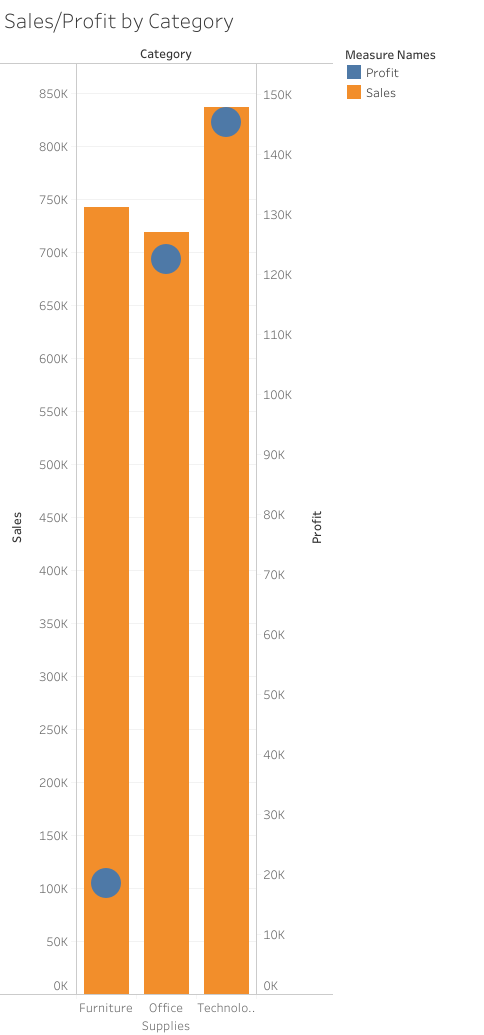 Sales/Profit by Category
Category
Measure Names
Profit
Sales
850K
800K
750K
700K
650K
600K
550K
500K
450K
400K
350K
300K
250K
200K
150K
100K
50K
0K
Sales
150K
140K
130K
120K
110K
100K
90K
80K
70K
60K
50K
40K
30K
20K
10K
0K
Profit
Furniture
Office
Supplies
Technolo..